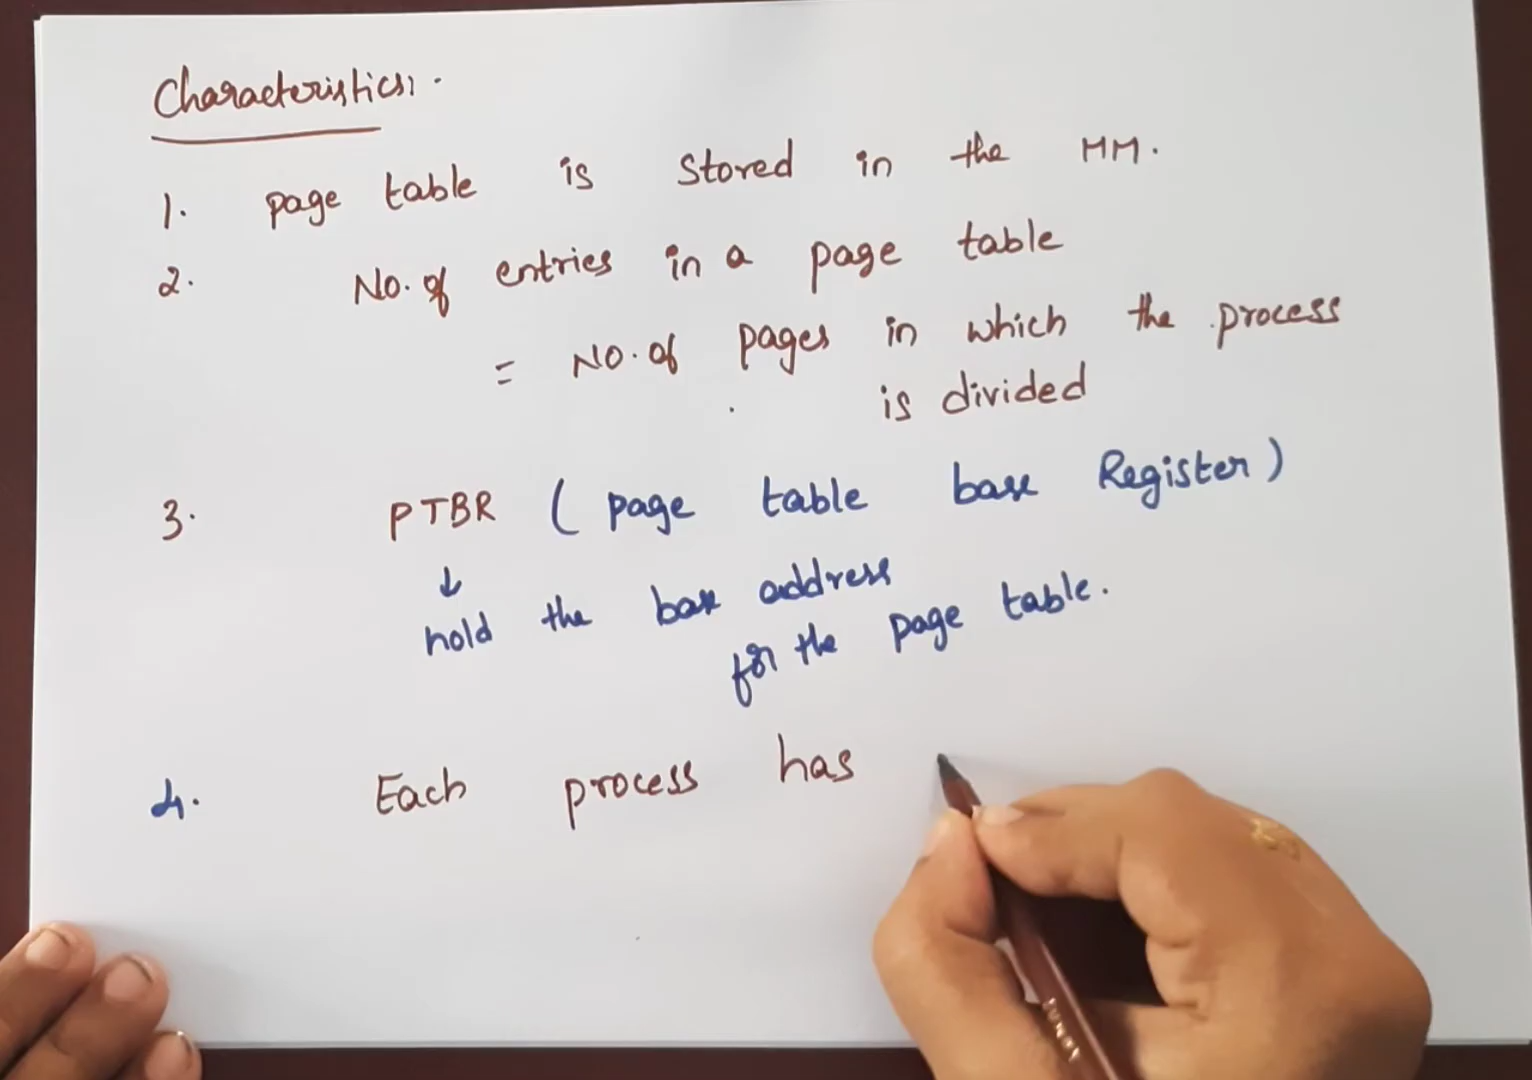 Characteristics:-
1. page table is stored in the MM.
2. No. of entries in a page table
= No. of pages in which the process
is divided
3. PTBR ( page table base Register )
↓
hold the base address
for the page table.
4. Each process has